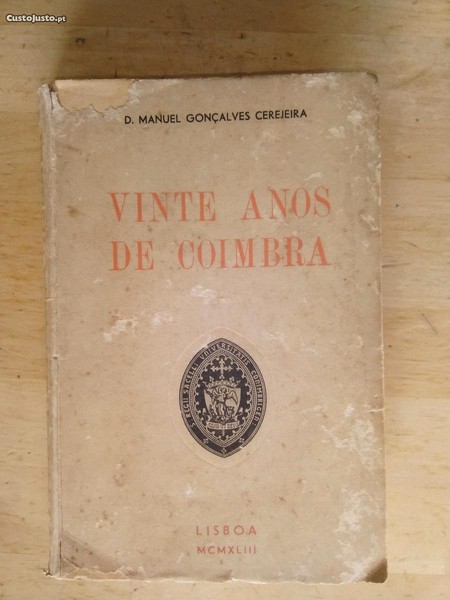 CustoJusto.pt
D. MANUEL GONÇALVES CEREJEIRA
VINTE ANOS
DE COIMBRA
LISBOA
MCMXLIII